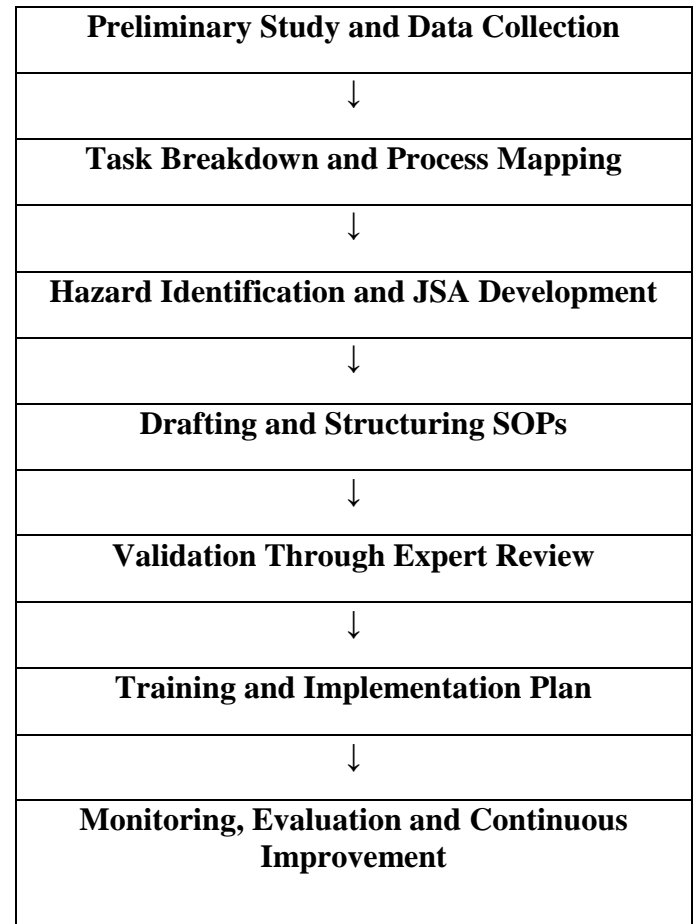 Preliminary Study and Data Collection
↓
Task Breakdown and Process Mapping
↓
Hazard Identification and JSA Development
↓
Drafting and Structuring SOPs
↓
Validation Through Expert Review
↓
Training and Implementation Plan
↓
Monitoring, Evaluation and Continuous
Improvement